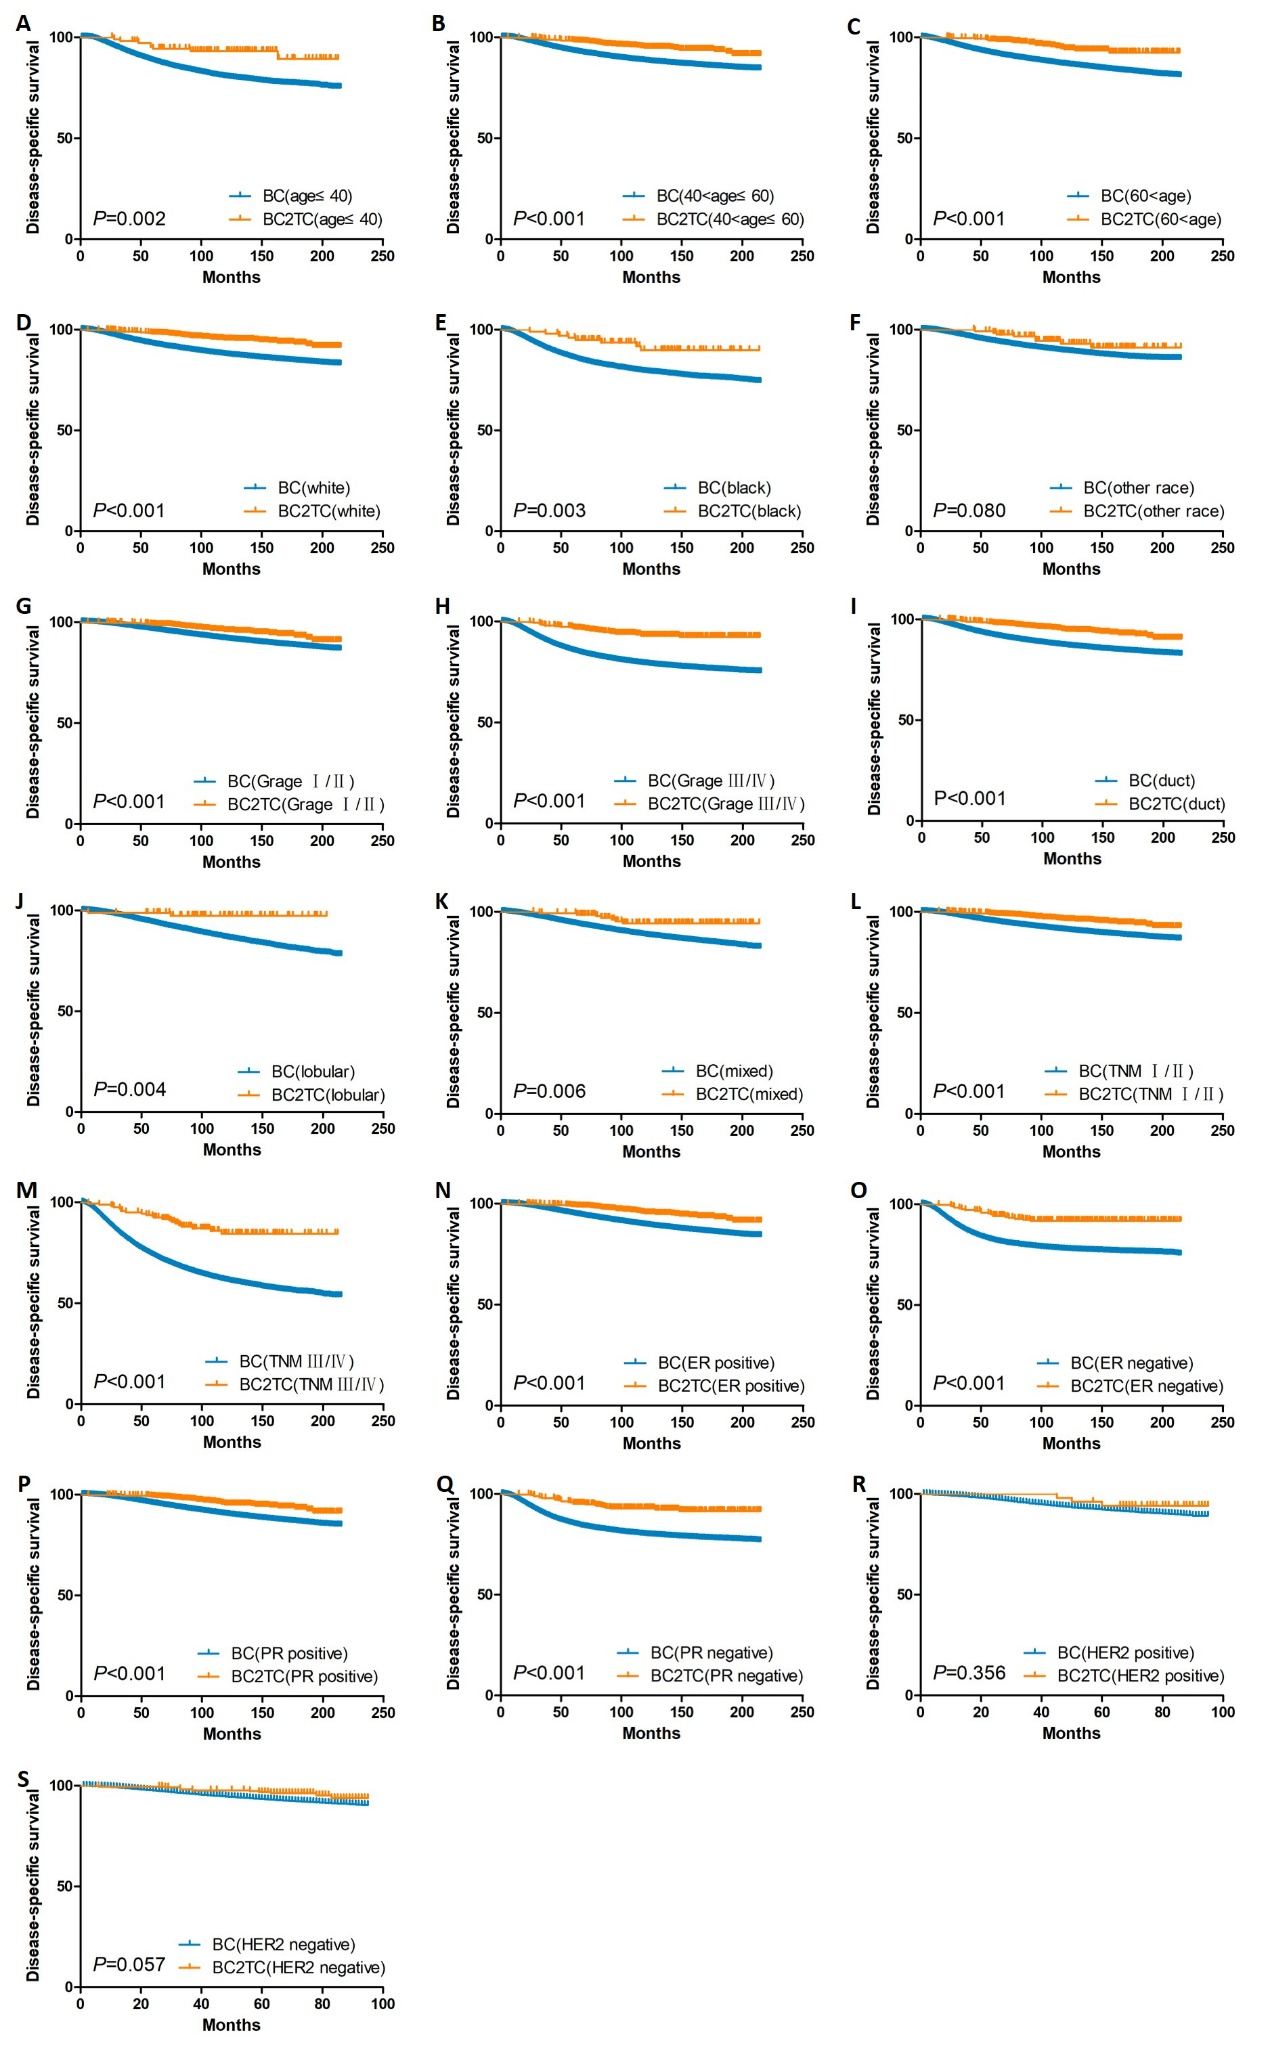 A
Disease-specific survival
100
50
0
BC(age≤ 40)
BC2TC(age≤ 40)
P=0.002
0 50 100 150 200 250
Months
B
Disease-specific survival
100
50
0
BC(40<age≤ 60)
BC2TC(40<age≤ 60)
P<0.001
0 50 100 150 200 250
Months
C
Disease-specific survival
100
50
0
BC(60<age)
BC2TC(60<age)
P<0.001
0 50 100 150 200 250
Months
D
Disease-specific survival
100
50
0
BC(white)
BC2TC(white)
P<0.001
0 50 100 150 200 250
Months
E
Disease-specific survival
100
50
0
BC(black)
BC2TC(black)
P=0.003
0 50 100 150 200 250
Months
F
Disease-specific survival
100
50
0
BC(other race)
BC2TC(other race)
P=0.080
0 50 100 150 200 250
Months
G
Disease-specific survival
100
50
0
BC(Grage Ⅰ/Ⅱ)
BC2TC(Grage Ⅰ/Ⅱ)
P<0.001
0 50 100 150 200 250
Months
H
Disease-specific survival
100
50
0
BC(Grage Ⅲ/Ⅳ)
BC2TC(Grage Ⅲ/Ⅳ)
P<0.001
0 50 100 150 200 250
Months
I
Disease-specific survival
100
50
0
BC(duct)
BC2TC(duct)
P<0.001
0 50 100 150 200 250
Months
J
Disease-specific survival
100
50
0
BC(lobular)
BC2TC(lobular)
P=0.004
0 50 100 150 200 250
Months
K
Disease-specific survival
100
50
0
BC(mixed)
BC2TC(mixed)
P=0.006
0 50 100 150 200 250
Months
L
Disease-specific survival
100
50
0
BC(TNM Ⅰ/Ⅱ)
BC2TC(TNM Ⅰ/Ⅱ)
P<0.001
0 50 100 150 200 250
Months
M
Disease-specific survival
100
50
0
BC(TNM Ⅲ/Ⅳ)
BC2TC(TNM Ⅲ/Ⅳ)
P<0.001
0 50 100 150 200 250
Months
N
Disease-specific survival
100
50
0
BC(ER positive)
BC2TC(ER positive)
P<0.001
0 50 100 150 200 250
Months
O
Disease-specific survival
100
50
0
BC(ER negative)
BC2TC(ER negative)
P<0.001
0 50 100 150 200 250
Months
P
Disease-specific survival
100
50
0
BC(PR positive)
BC2TC(PR positive)
P<0.001
0 50 100 150 200 250
Months
Q
Disease-specific survival
100
50
0
BC(PR negative)
BC2TC(PR negative)
P<0.001
0 50 100 150 200 250
Months
R
Disease-specific survival
100
50
0
BC(HER2 positive)
BC2TC(HER2 positive)
P=0.356
0 20 40 60 80 100
Months
S
Disease-specific survival
100
50
0
BC(HER2 negative)
BC2TC(HER2 negative)
P=0.057
0 20 40 60 80 100
Months